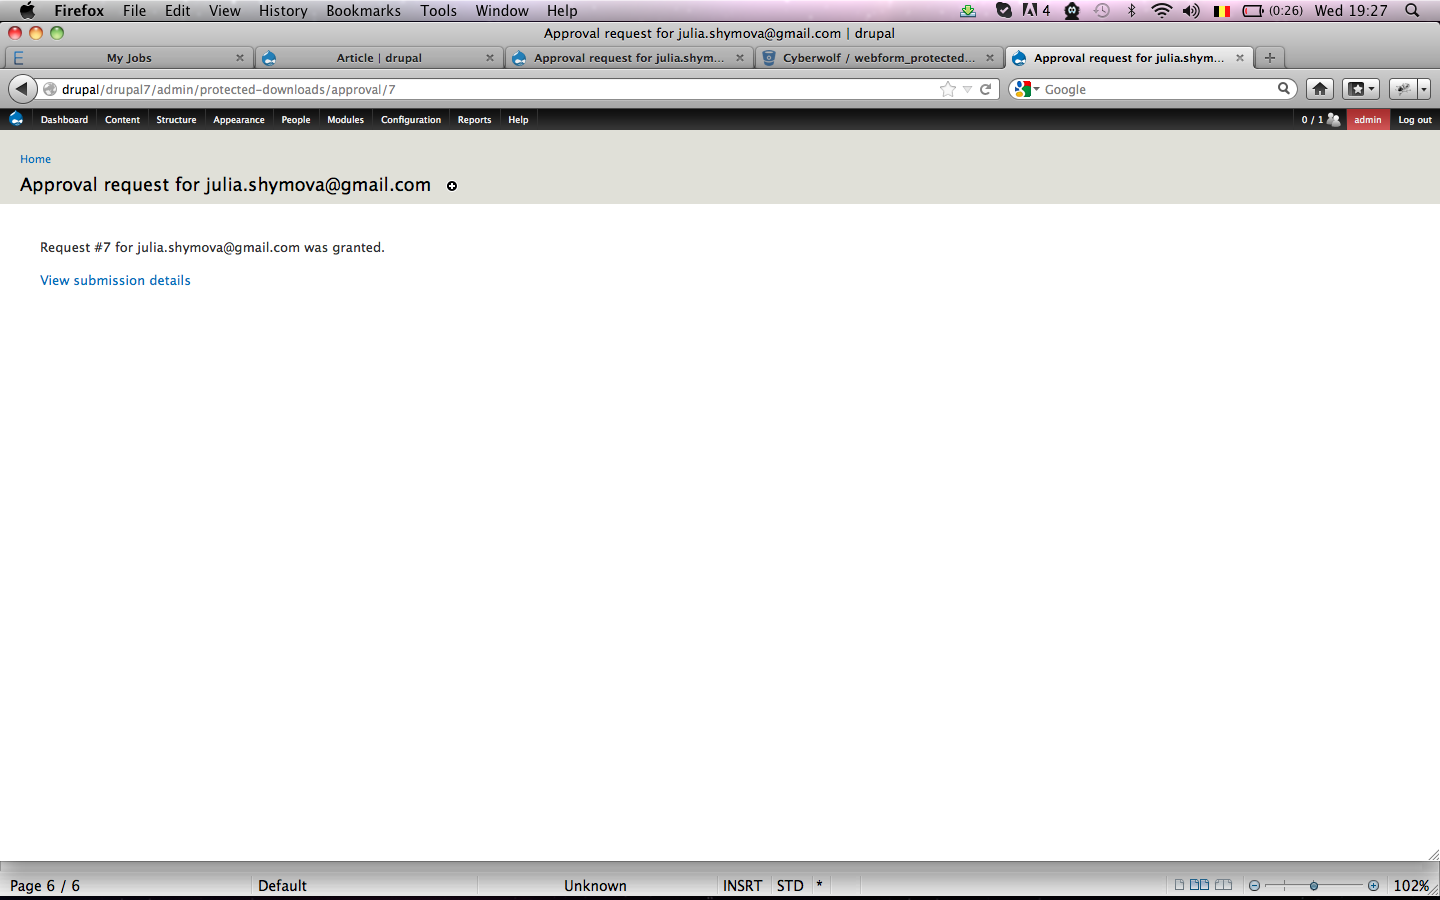 Firefox File Edit View History Bookmarks Tools Window Help 4 (0:26) Wed 19:27
Approval request for julia.shymova@gmail.com | drupal
My Jobs Article | drupal Approval request for julia.shym... Cyberwolf / webform_protected... Approval request for julia.shym...
drupal/drupal7/admin/protected-downloads/approval/7 Google
Dashboard Content Structure Appearance People Modules Configuration Reports Help 0 / 1 admin Log out
Home
Approval request for julia.shymova@gmail.com
Request #7 for julia.shymova@gmail.com was granted.
View submission details
Page 6 / 6 Default Unknown INSRT STD * 102%